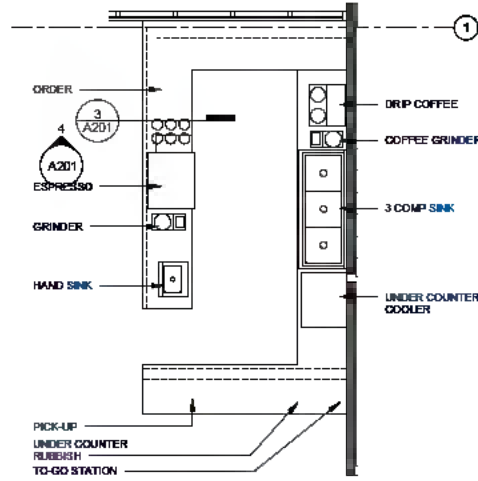 1
ORDER
3
A201
4
A201
ESPRESSO
GRINDER
HAND SINK
DRIP COFFEE
COFFEE GRINDER
3 COMP SINK
UNDER COUNTER
COOLER
PICK-UP
UNDER COUNTER
RUBBISH
TO-GO STATION